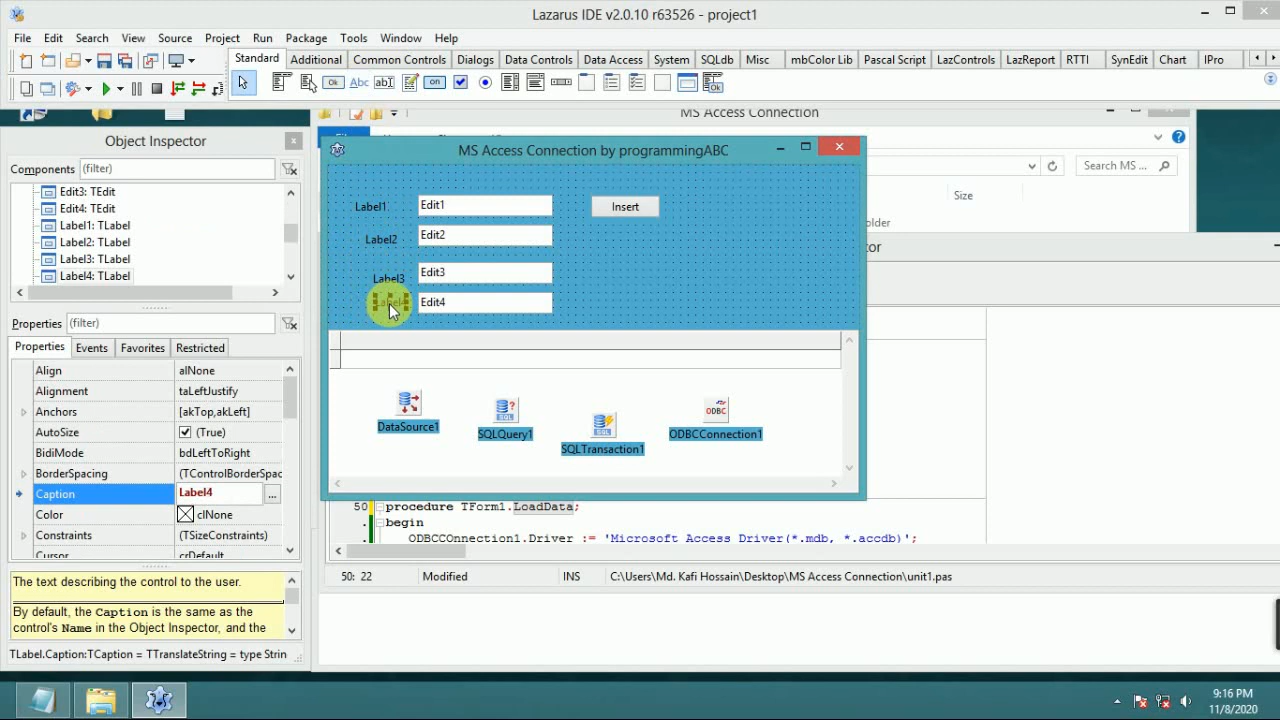 Lazarus IDE v2.0.10 r63526 - project1
File Edit Search View Source Project Run Package Tools Window Help
Standard Additional Common Controls Dialogs Data Controls Data Access System SQLdb Misc mbColor Lib Pascal Script LazControls LazReport RTTI SynEdit Chart IPro
Ok Abc abI on Ok
MS Access Connection
Object Inspector
Components (filter)
Edit3: TEdit
Edit4: TEdit
Label1: TLabel
Label2: TLabel
Label3: TLabel
Label4: TLabel
Properties (filter)
Properties Events Favorites Restricted
Align alNone
Alignment taLeftJustify
Anchors [akTop,akLeft]
AutoSize (True)
BidiMode bdLeftToRight
BorderSpacing (TControlBorderSpac
Caption Label4 ...
Color clNone
Constraints (TSizeConstraints)
Cursor crDefault
The text describing the control to the user.
By default, the Caption is the same as the
control's Name in the Object Inspector, and the
TLabel.Caption:TCaption = TTranslateString = type Strin
MS Access Connection by programmingABC
Label1 Edit1 Insert
Label2 Edit2
Label3 Edit3
Edit4
DataSource1
SQLQuery1
SQLTransaction1
ODBC
ODBCConnection1
Search MS ...
Size
50 procedure TForm1.LoadData;
begin
ODBCCOnnection1.Driver := 'Microsoft Access Driver(*.mdb, *.accdb)';
50: 22 Modified INS C:\Users\Md. Kafi Hossain\Desktop\MS Access Connection\unit1.pas
9:16 PM
11/8/2020